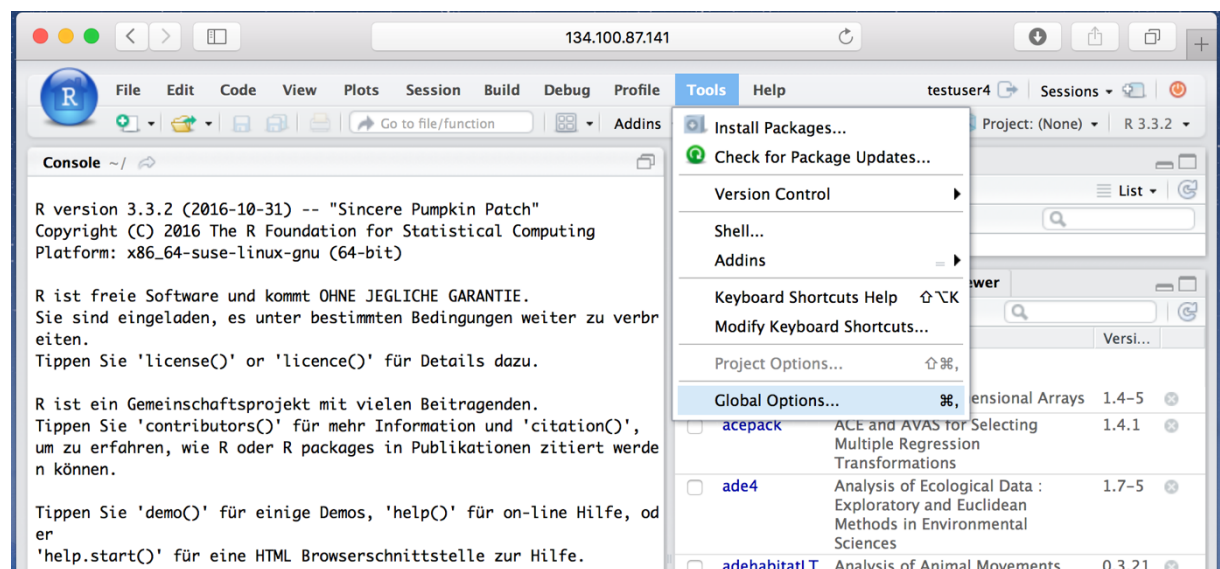 134.100.87.141
R
File Edit Code View Plots Session Build Debug Profile Tools Help testuser4 Sessions
Go to file/function Addins Project: (None) R 3.3.2
Console ~/
R version 3.3.2 (2016-10-31) -- "Sincere Pumpkin Patch"
Copyright (C) 2016 The R Foundation for Statistical Computing
Platform: x86_64-suse-linux-gnu (64-bit)
R ist freie Software und kommt OHNE JEGLICHE GARANTIE.
Sie sind eingeladen, es unter bestimmten Bedingungen weiter zu verbr
eiten.
Tippen Sie 'license()' or 'licence()' für Details dazu.
R ist ein Gemeinschaftsprojekt mit vielen Beitragenden.
Tippen Sie 'contributors()' für mehr Information und 'citation()',
um zu erfahren, wie R oder R packages in Publikationen zitiert werde
n können.
Tippen Sie 'demo()' für einige Demos, 'help()' für on-line Hilfe, od
er
'help.start()' für eine HTML Browserschnittstelle zur Hilfe.
Install Packages...
Check for Package Updates...
Version Control
Shell...
Addins
Keyboard Shortcuts Help ⇧⌥K
Modify Keyboard Shortcuts...
Project Options... ⇧⌘,
Global Options... ⌘,
List
Versi...
ensional Arrays 1.4-5
acepack ACE and AVAS for Selecting 1.4.1
Multiple Regression
Transformations
ade4 Analysis of Ecological Data : 1.7-5
Exploratory and Euclidean
Methods in Environmental
Sciences
adehabitatLT Analysis of Animal Movements 0.3.21